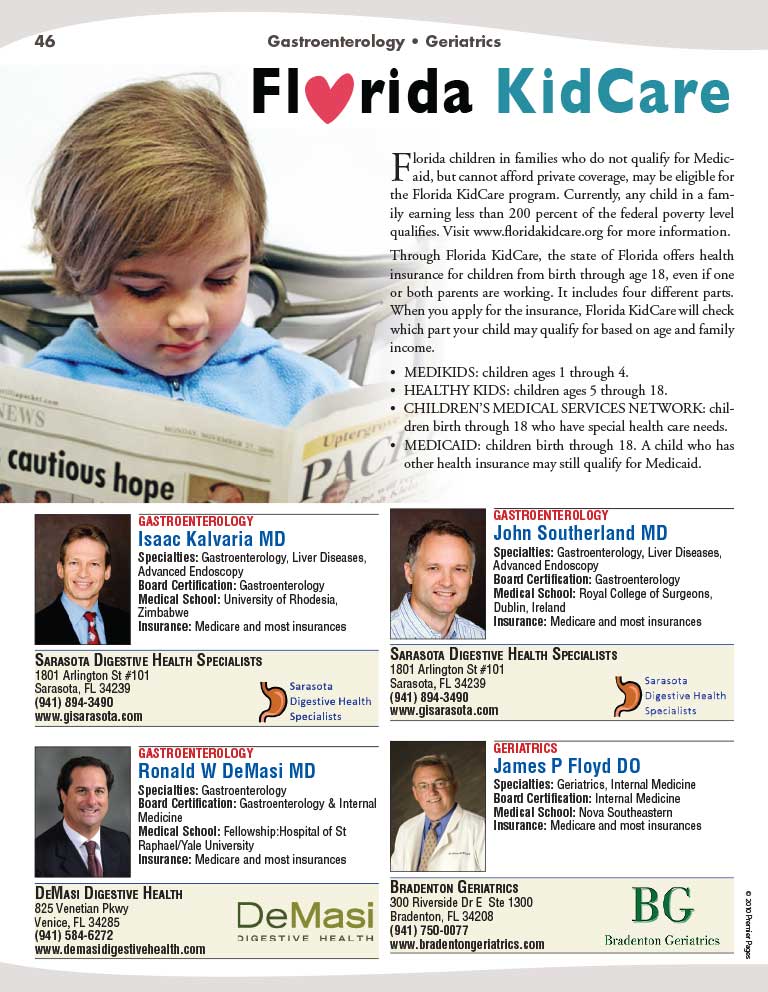 46
Gastroenterology • Geriatrics
Fl♥rida KidCare
Florida children in families who do not qualify for Medic-
aid, but cannot afford private coverage, may be eligible for
the Florida KidCare program. Currently, any child in a fam-
ily earning less than 200 percent of the federal poverty level
qualifies. Visit www.floridakidcare.org for more information.
Through Florida KidCare, the state of Florida offers health
insurance for children from birth through age 18, even if one
or both parents are working. It includes four different parts.
When you apply for the insurance, Florida KidCare will check
which part your child may qualify for based on age and family
income.
• MEDIKIDS: children ages 1 through 4.
• HEALTHY KIDS: children ages 5 through 18.
• CHILDREN'S MEDICAL SERVICES NETWORK: chil-
dren birth through 18 who have special health care needs.
• MEDICAID: children birth through 18. A child who has
other health insurance may still qualify for Medicaid.
NEWS
MONDAY, NOVEMBER 27,
cautious hope
Uptergrove
PAC
GASTROENTEROLOGY
Isaac Kalvaria MD
Specialties: Gastroenterology, Liver Diseases,
Advanced Endoscopy
Board Certification: Gastroenterology
Medical School: University of Rhodesia,
Zimbabwe
Insurance: Medicare and most insurances
SARASOTA DIGESTIVE HEALTH SPECIALISTS
1801 Arlington St #101
Sarasota, FL 34239
(941) 894-3490
www.gisarasota.com
Sarasota
Digestive Health
Specialists
GASTROENTEROLOGY
John Southerland MD
Specialties: Gastroenterology, Liver Diseases,
Advanced Endoscopy
Board Certification: Gastroenterology
Medical School: Royal College of Surgeons,
Dublin, Ireland
Insurance: Medicare and most insurances
SARASOTA DIGESTIVE HEALTH SPECIALISTS
1801 Arlington St #101
Sarasota, FL 34239
(941) 894-3490
www.gisarasota.com
Sarasota
Digestive Health
Specialists
GASTROENTEROLOGY
Ronald W DeMasi MD
Specialties: Gastroenterology
Board Certification: Gastroenterology & Internal
Medicine
Medical School: Fellowship:Hospital of St
Raphael/Yale University
Insurance: Medicare and most insurances
DEMASI DIGESTIVE HEALTH
825 Venetian Pkwy
Venice, FL 34285
(941) 584-6272
www.demasidigestivehealth.com
DeMasi
DIGESTIVE HEALTH
GERIATRICS
James P Floyd DO
Specialties: Geriatrics, Internal Medicine
Board Certification: Internal Medicine
Medical School: Nova Southeastern
Insurance: Medicare and most insurances
BRADENTON GERIATRICS
300 Riverside Dr E Ste 1300
Bradenton, FL 34208
(941) 750-0077
www.bradentongeriatrics.com
BG
Bradenton Geriatrics
© 2010 Premier Pages